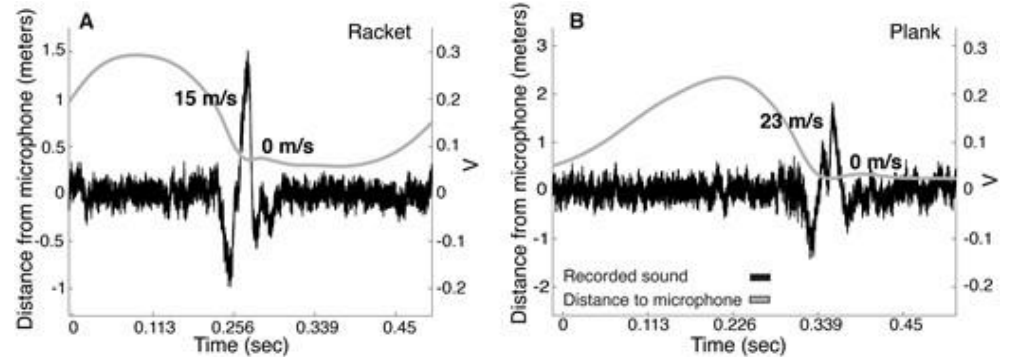 A
Racket
Distance from microphone (meters)
1.5
1
0.5
0
-0.5
-1
0.3
0.2
0.1
0
-0.1
0.2
V
15 m/s
0 m/s
0
0.113
0.256
0.339
0.45
Time (sec)
B
Plank
Distance from microphone (meters)
3
2
1
0
-1
-2
0.3
0.2
0.1
0
-0.1
-0.2
V
23 m/s
0 m/s
Recorded sound
Distance to microphone
0
0.113
0.226
0.339
0.45
Time (sec)